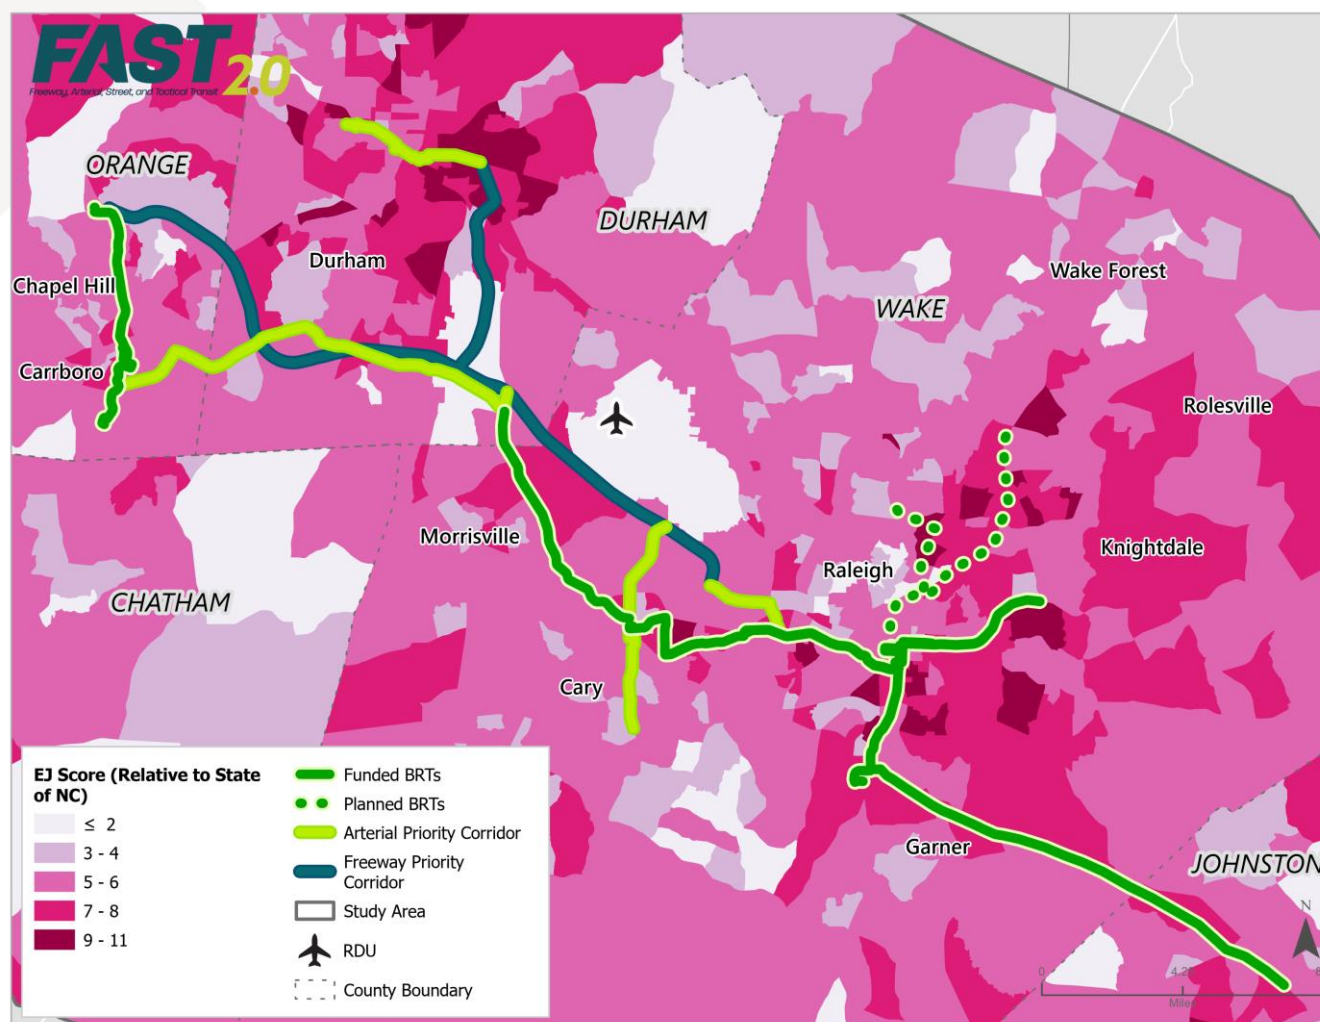 FAST 2.0
Freeway, Arterial, Street, and Tactical Transit
ORANGE
DURHAM
Durham
Chapel Hill
Wake Forest
WAKE
Carrboro
Rolesville
Morrisville
Knightdale
Raleigh
CHATHAM
Cary
Garner
JOHNSTON
EJ Score (Relative to State
of NC)
≤ 2
3 - 4
5 - 6
7 - 8
9 - 11
Funded BRTs
Planned BRTs
Arterial Priority Corridor
Freeway Priority
Corridor
Study Area
RDU
County Boundary
N
0
Miles